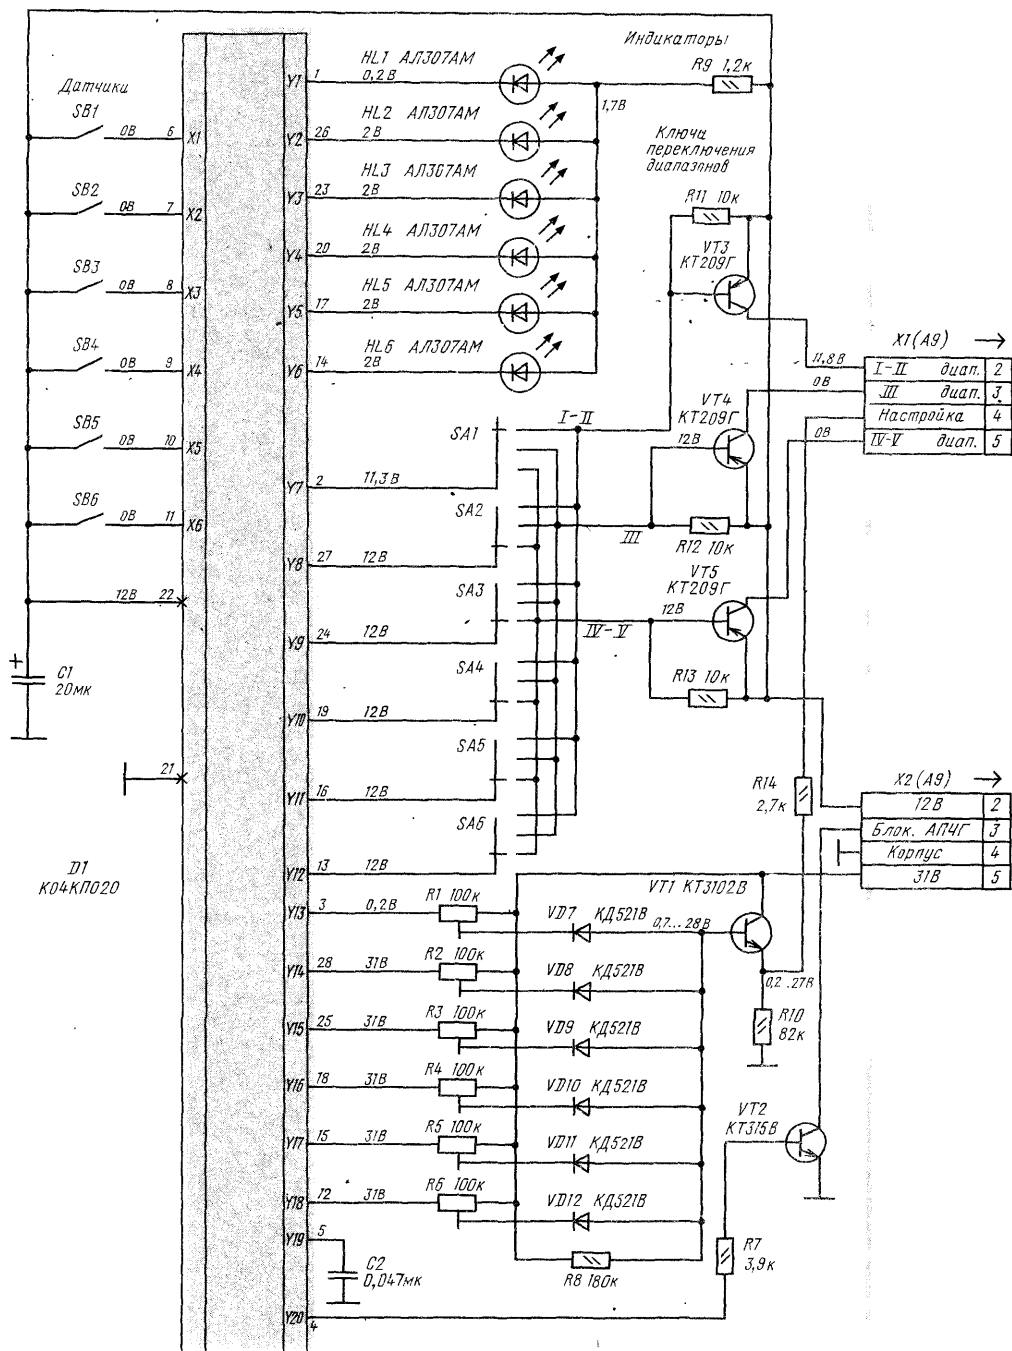 Индикаторы
HL1 АЛ307АМ
R9 1,2к
Y1 1 0,2В
1,7В
Датчики
SB1
0В 6 X1
HL2 АЛ307АМ
Y2 26 2В
Ключи
переключения
диапазонов
HL3 АЛ307АМ
Y3 23 2В
SB2
0В 7 X2
R11 10к
HL4 АЛ307АМ
Y4 20 2В
VT3
КТ209Г
SB3
0В 8 X3
HL5 АЛ307АМ
Y5 17 2В
SB4
0В 9 X4
HL6 АЛ307АМ
Y6 14 2В
X1(А9)
11,8В
I-II диап. 2
0В
III диап. 3
Настройка 4
0В
IV-V диап. 5
VT4
КТ209Г
12В
I-II
SA1
SB5
0В 10 X5
Y7 2 11,3В
SA2
SB6
0В 11 X6
III
R12 10к
Y8 27 12В
VT5
КТ209Г
12В 22
SA3
12В
IV-V
Y9 24 12В
SA4
R13 10к
+
C1
20мк
Y10 19 12В
SA5
21
Y11 16 12В
R14
2,7к
X2(А9)
12В 2
Блок. АПЧГ 3
Корпус 4
31В 5
SA6
D1
К04КП020
Y12 13 12В
VT1 КТ3102В
Y13 3 0,2В
R1 100к
VD7 КД521В
0,7...28В
Y14 28 31В
R2 100к
VD8 КД521В
0,2..27В
Y15 25 31В
R3 100к
VD9 КД521В
R10
82к
Y16 18 31В
R4 100к
VD10 КД521В
VT2
КТ315В
Y17 15 31В
R5 100к
VD11 КД521В
Y18 12 31В
R6 100к
VD12 КД521В
Y19 5
C2
0,047мк
R8 180к
R7
3,9к
Y20 4